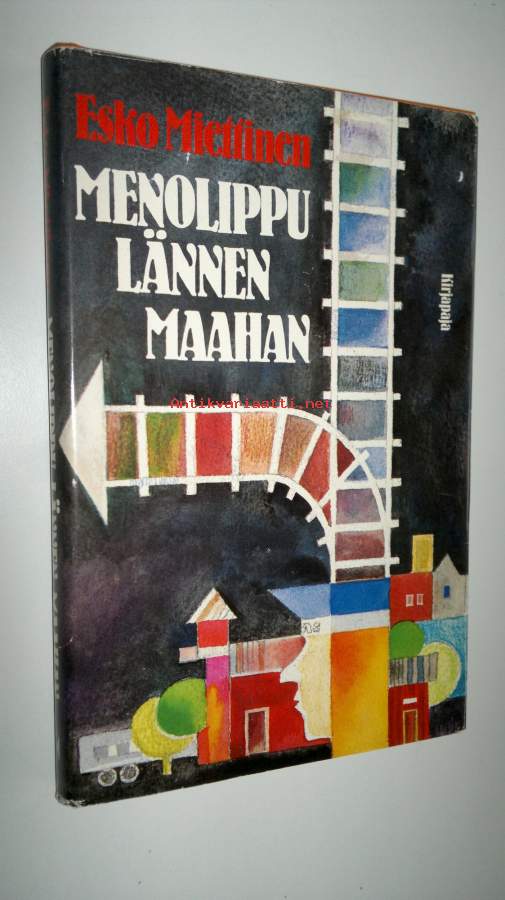 Esko Miettinen
MENOLIPPU
LÄNNEN
MAAHAN
Kirjapaja
Antikvariaatti.net